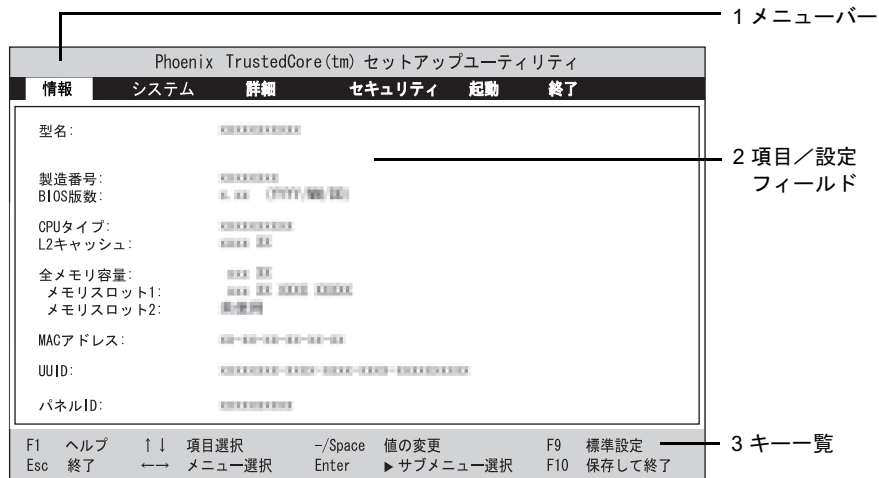 1 メニューバー
Phoenix TrustedCore(tm) セットアップユーティリティ
情報 システム 詳細 セキュリティ 起動 終了
型名:
2 項目／設定
フィールド
製造番号:
BIOS版数:
CPUタイプ:
L2キャッシュ:
全メモリ容量:
メモリスロット1:
メモリスロット2:
MACアドレス:
UUID:
パネルID:
F1 ヘルプ ↑↓ 項目選択 -/Space 値の変更 F9 標準設定
3 キー一覧
Esc 終了 ←→ メニュー選択 Enter ▶サブメニュー選択 F10 保存して終了